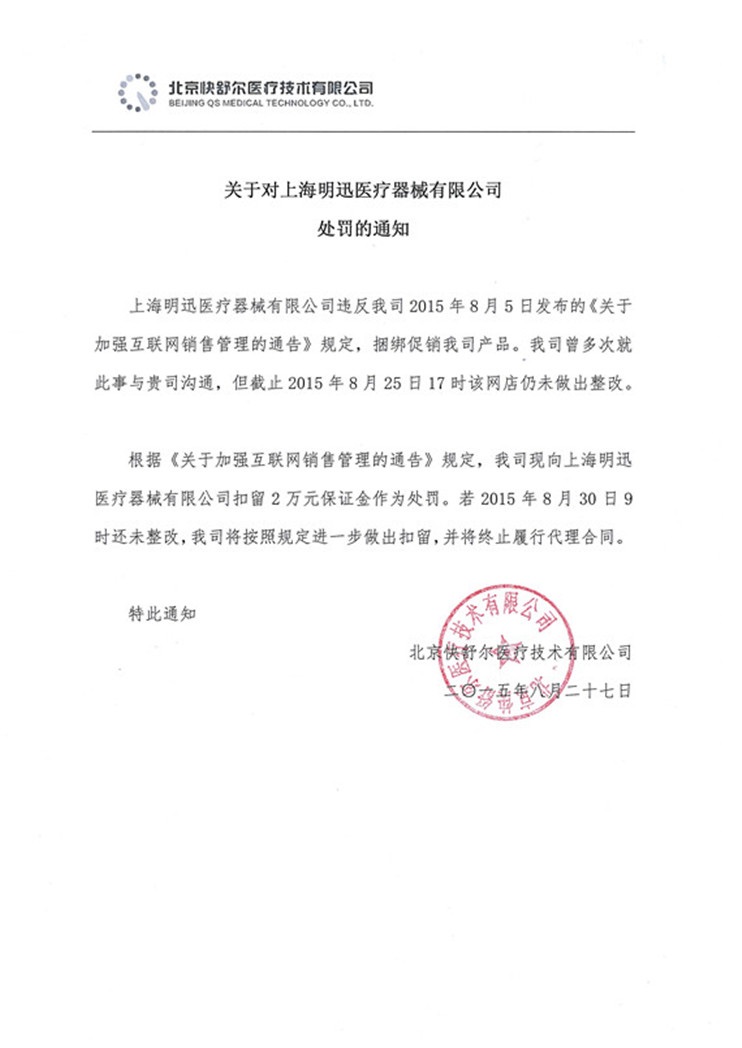 北京快舒尔医疗技术有限公司
BEIJING QS MEDICAL TECHNOLOGY CO., LTD.
关于对上海明迅医疗器械有限公司
处罚的通知
上海明迅医疗器械有限公司违反我司 2015 年 8 月 5 日发布的《关于
加强互联网销售管理的通告》规定，捆绑促销我司产品。我司曾多次就
此事与贵司沟通，但截止 2015 年 8 月 25 日 17 时该网店仍未做出整改。
根据《关于加强互联网销售管理的通告》规定，我司现向上海明迅
医疗器械有限公司扣留 2 万元保证金作为处罚。若 2015 年 8 月 30 日 9
时还未整改，我司将按照规定进一步做出扣留，并将终止履行代理合同。
特此通知
北京快舒尔医疗技术有限公司
二〇一五年八月二十七日
北京快舒尔医疗技术有限公司